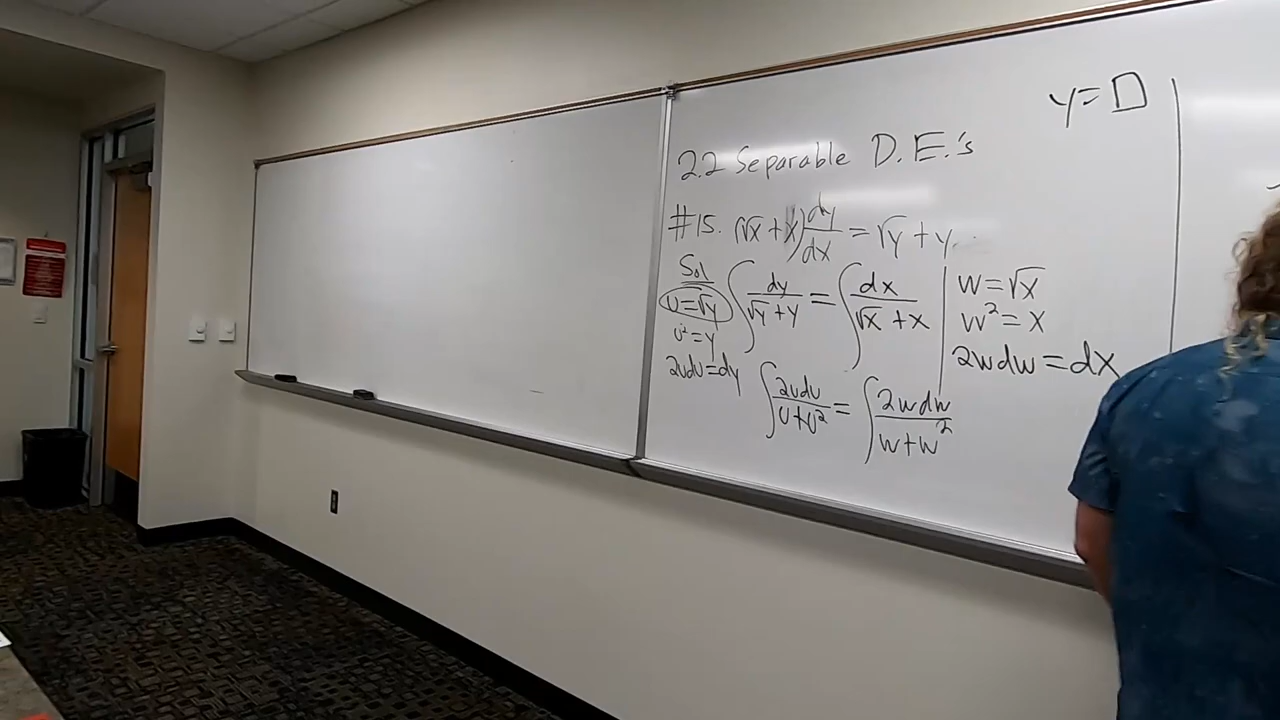 y = □
2.2 Separable D.E.'s
#15. (√x + x) dy/dx = √y + y
Sol
u = √y
u² = y
2udu = dy
∫ dy/(√y + y) = ∫ dx/(√x + x)
w = √x
w² = x
2wdw = dx
∫ 2udu/(u + u²) = ∫ 2wdw/(w + w²)